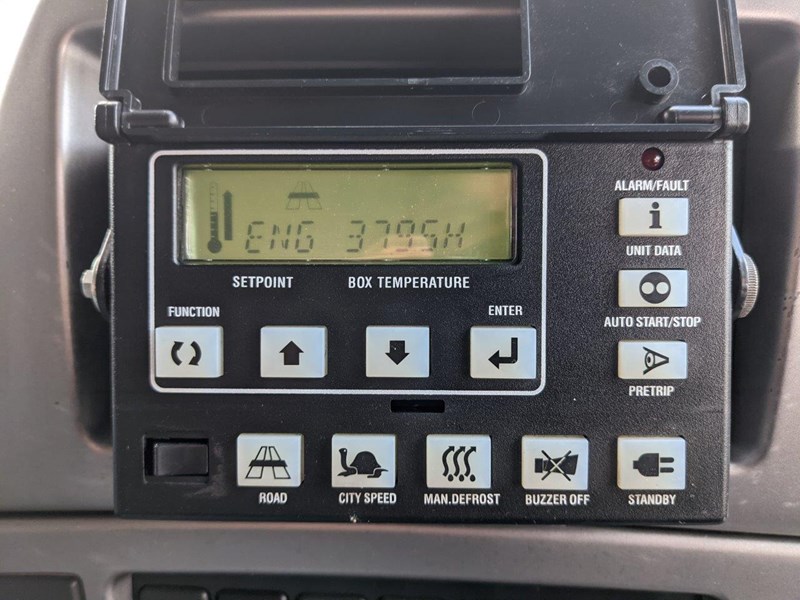 ENG 3795H
SETPOINT BOX TEMPERATURE
FUNCTION ENTER
ALARM/FAULT
UNIT DATA
AUTO START/STOP
PRETRIP
ROAD CITY SPEED MAN.DEFROST BUZZER OFF STANDBY